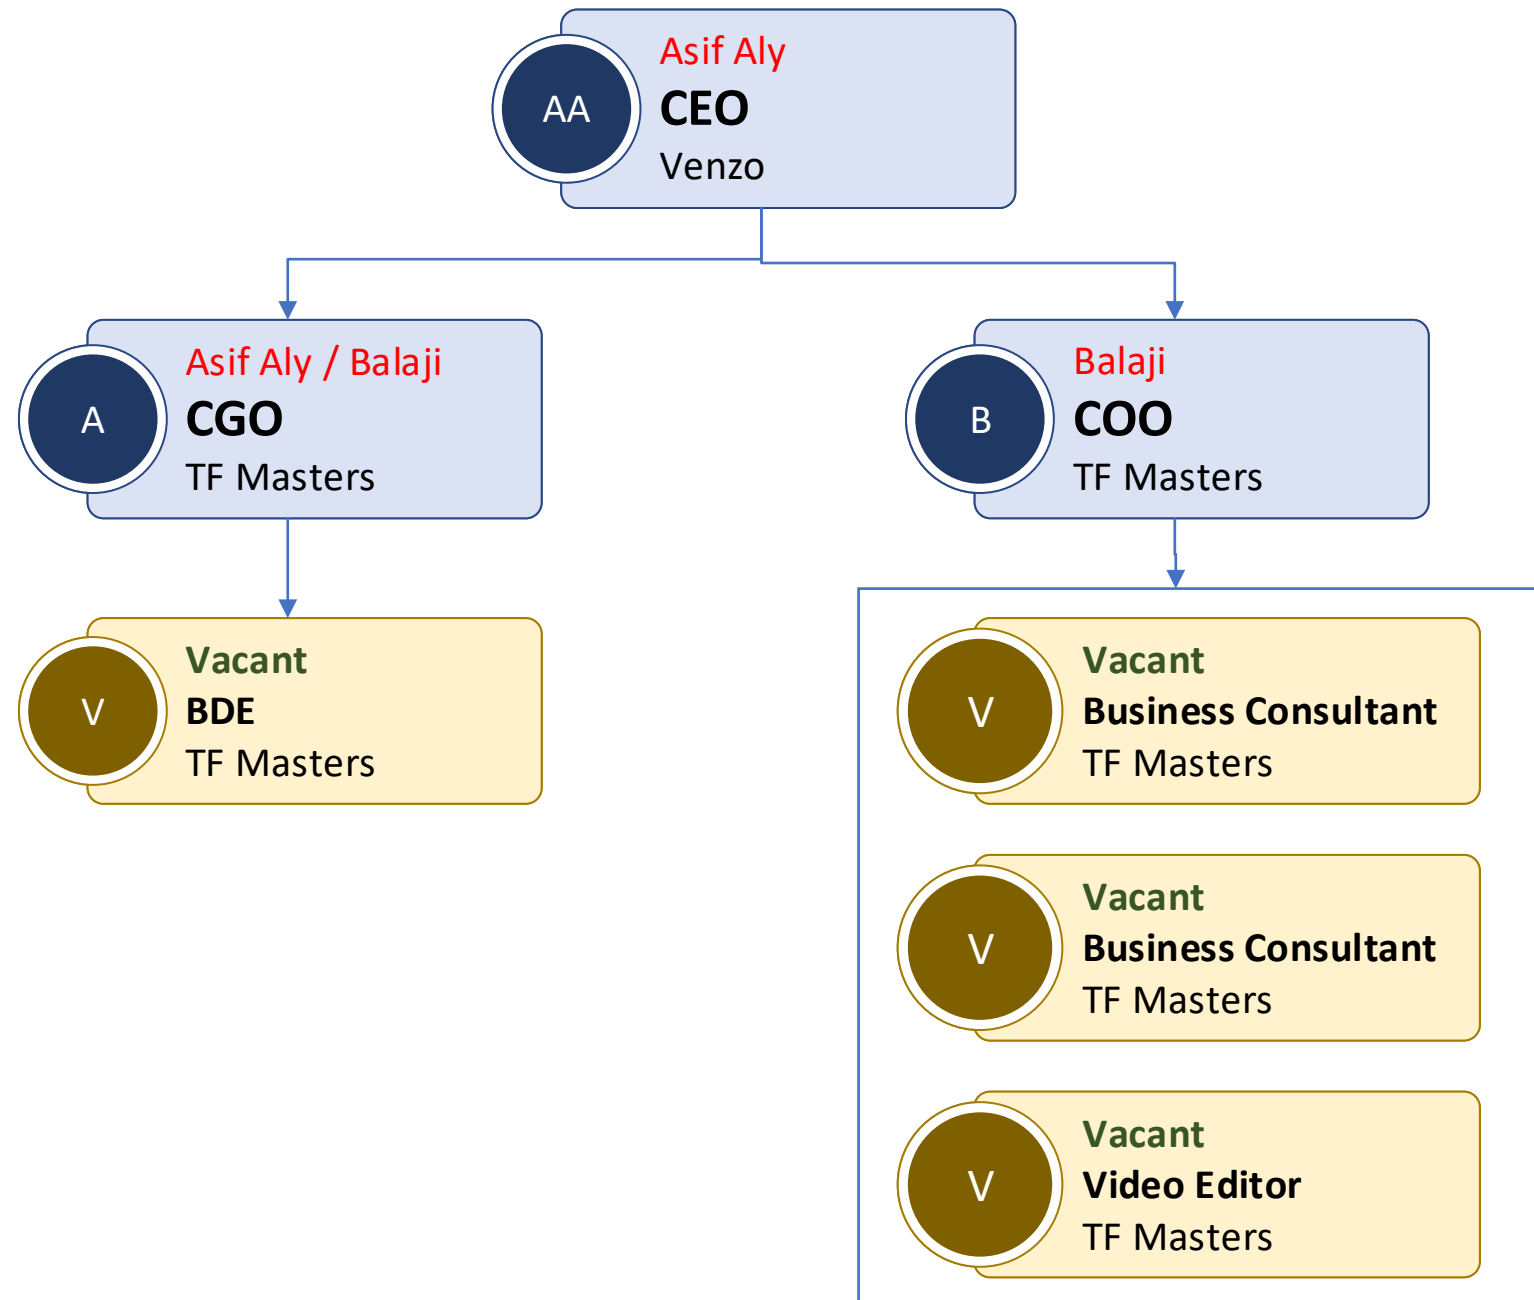 AA
Asif Aly
CEO
Venzo
A
Asif Aly / Balaji
CGO
TF Masters
B
Balaji
COO
TF Masters
V
Vacant
BDE
TF Masters
V
Vacant
Business Consultant
TF Masters
V
Vacant
Business Consultant
TF Masters
V
Vacant
Video Editor
TF Masters